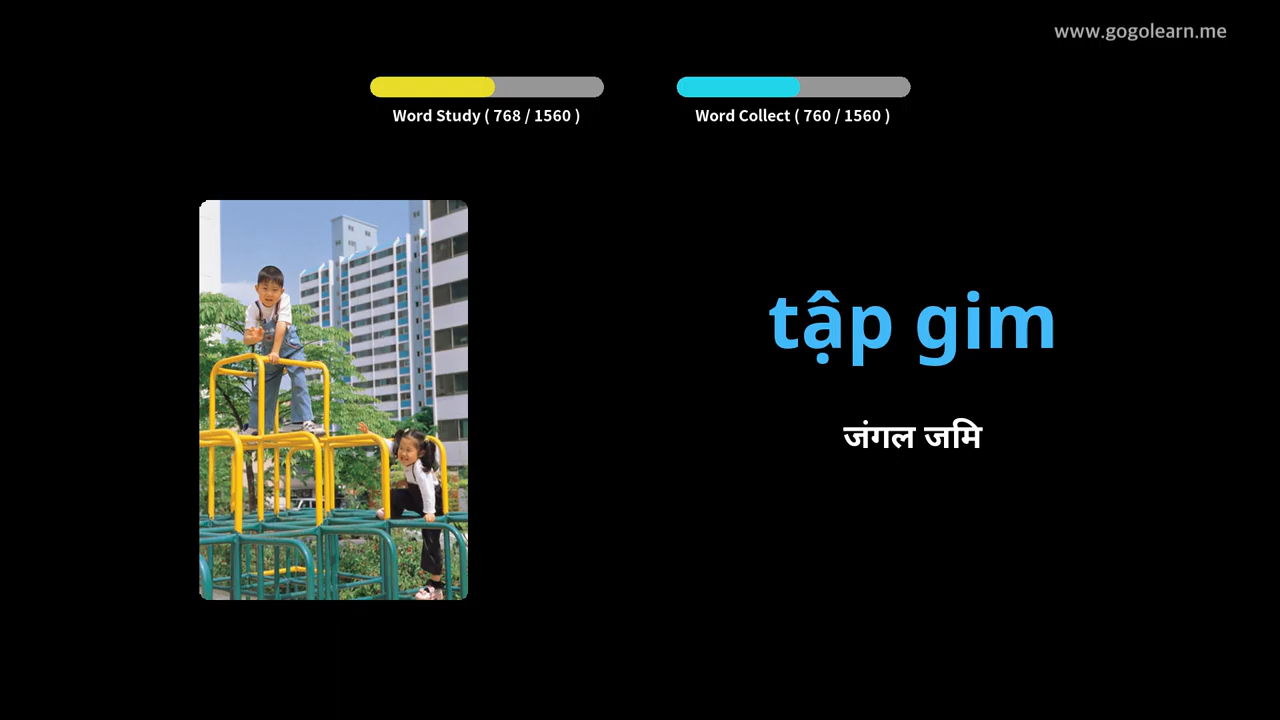 www.gogolearn.me
Word Study ( 768 / 1560 )
Word Collect ( 760 / 1560 )
tập gim
जंगल जमि